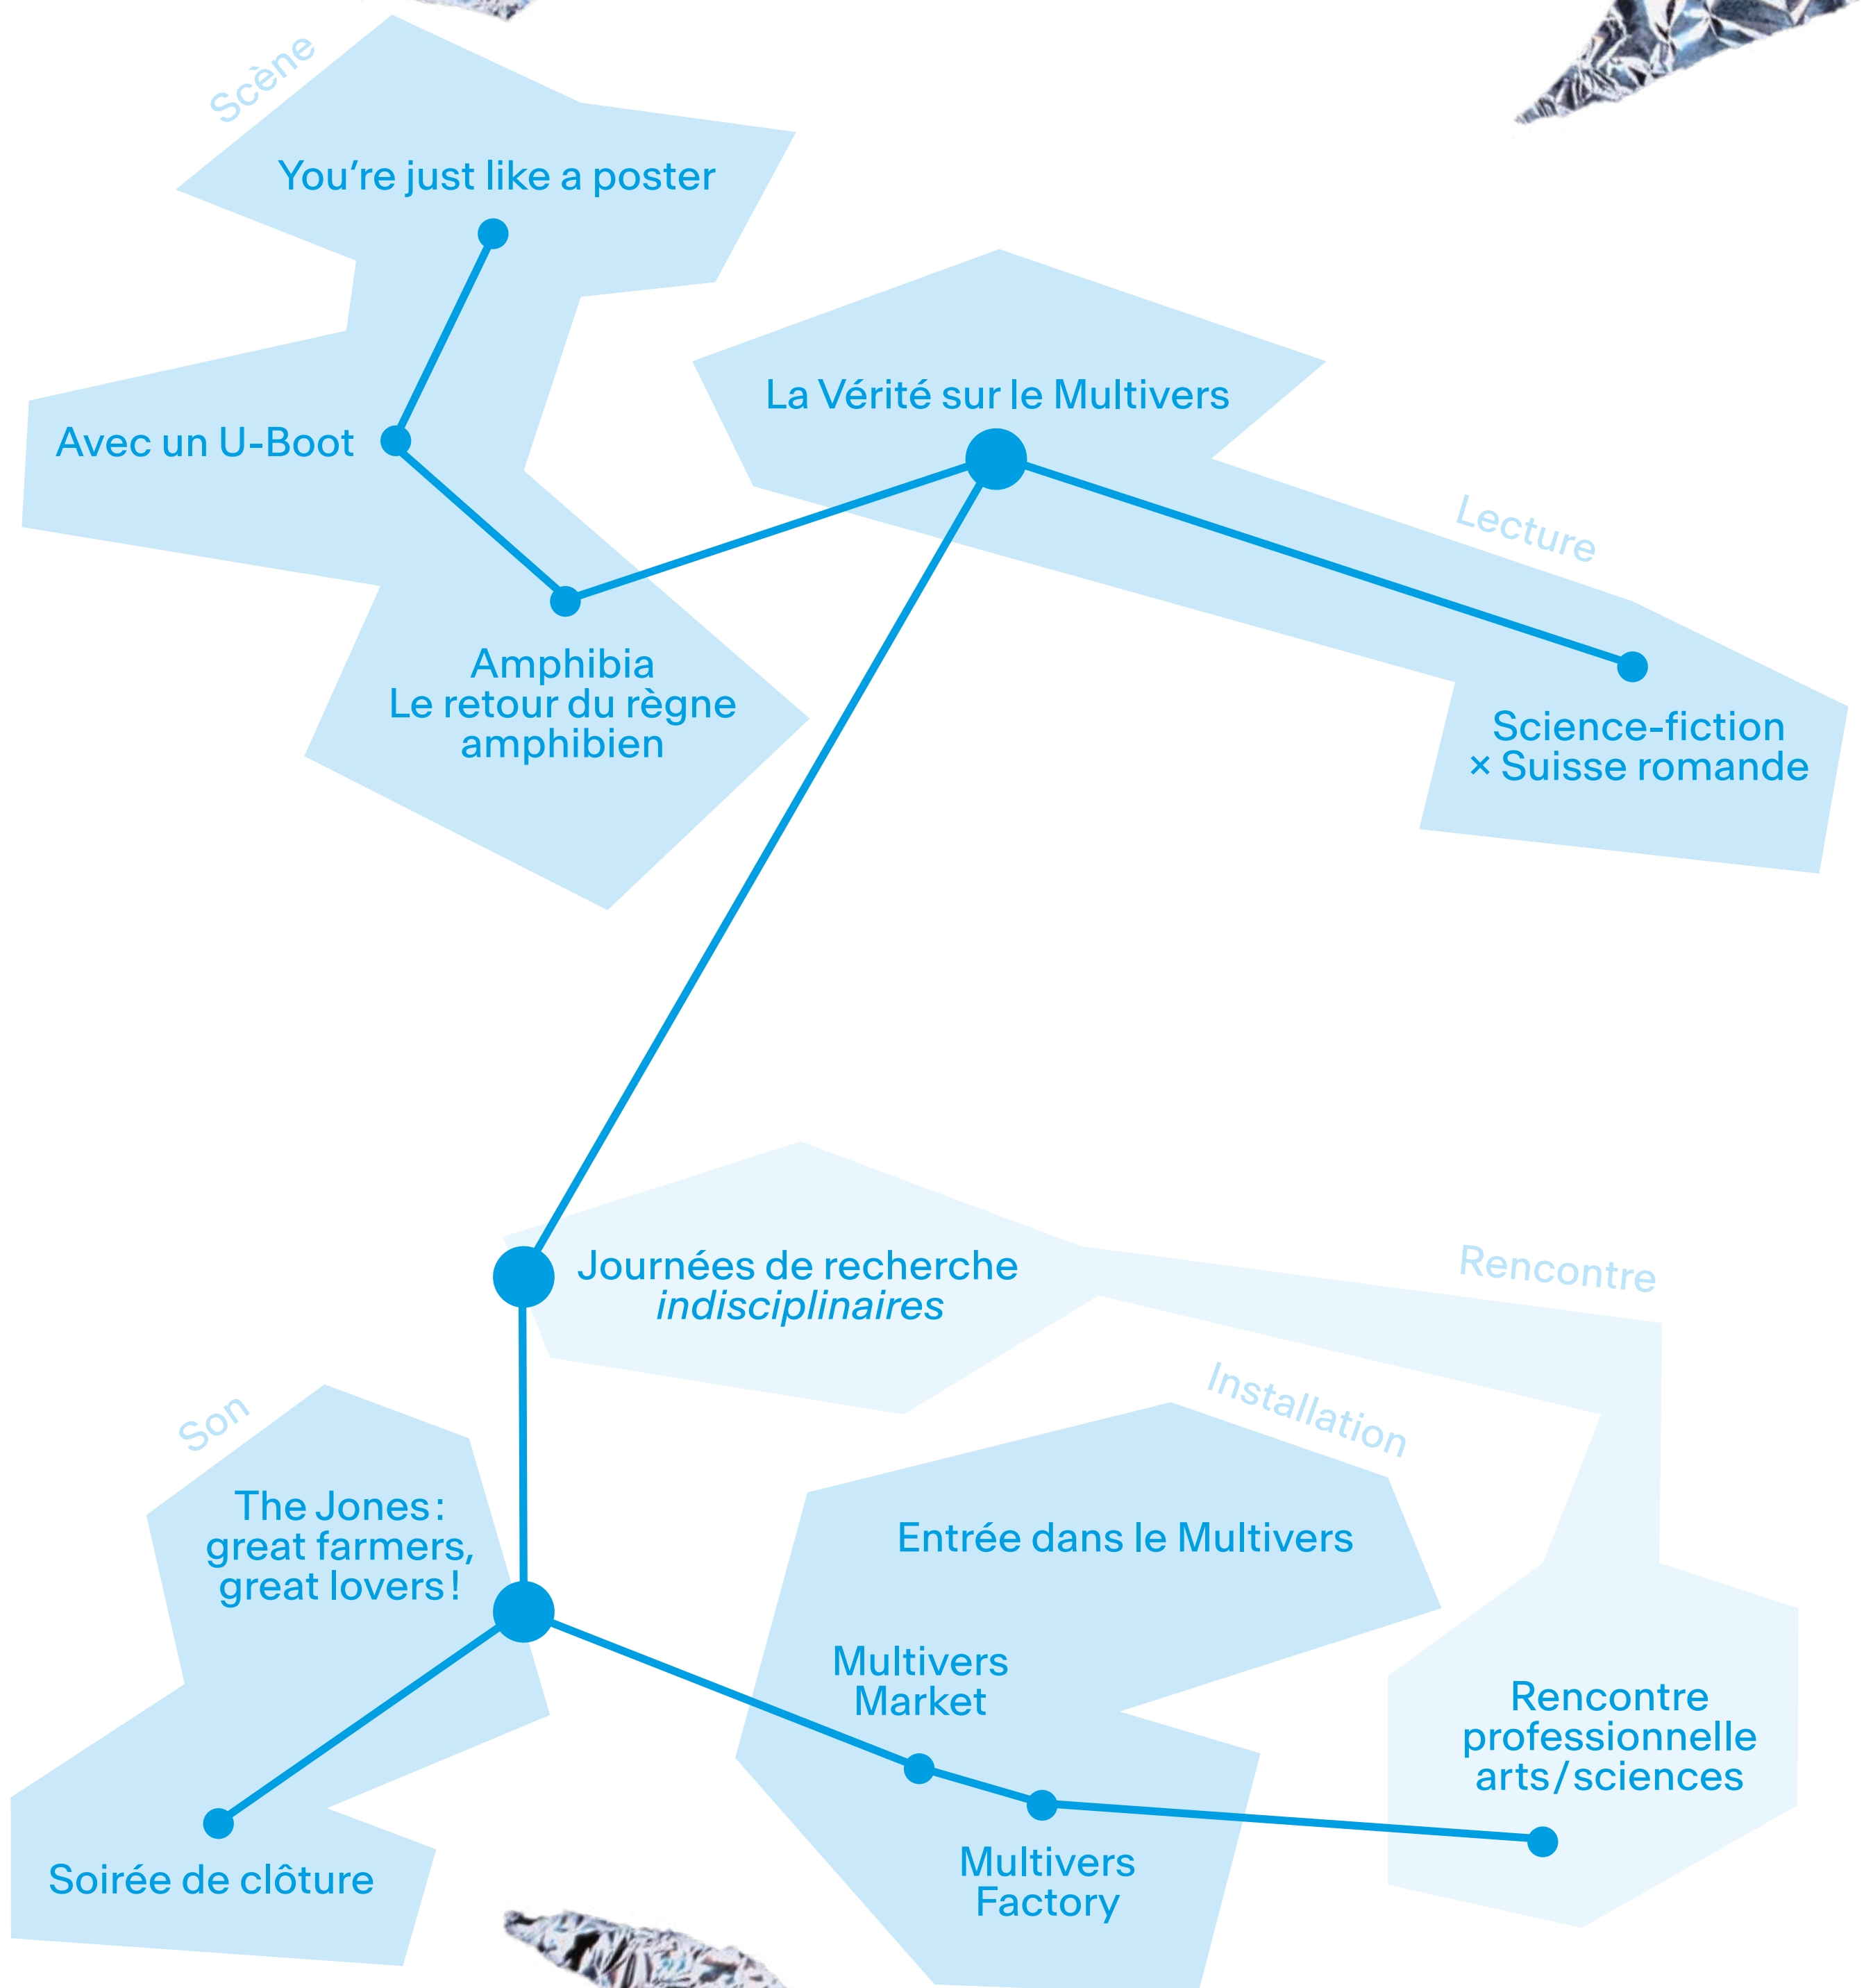 Scène
You’re just like a poster
La Vérité sur le Multivers
Avec un U-Boot
Lecture
Amphibia
Le retour du règne
amphibien
Science-fiction
× Suisse romande
Journées de recherche
indisciplinaires
Rencontre
Installation
Son
The Jones :
great farmers,
great lovers !
Entrée dans le Multivers
Multivers
Market
Rencontre
professionnelle
arts / sciences
Multivers
Factory
Soirée de clôture